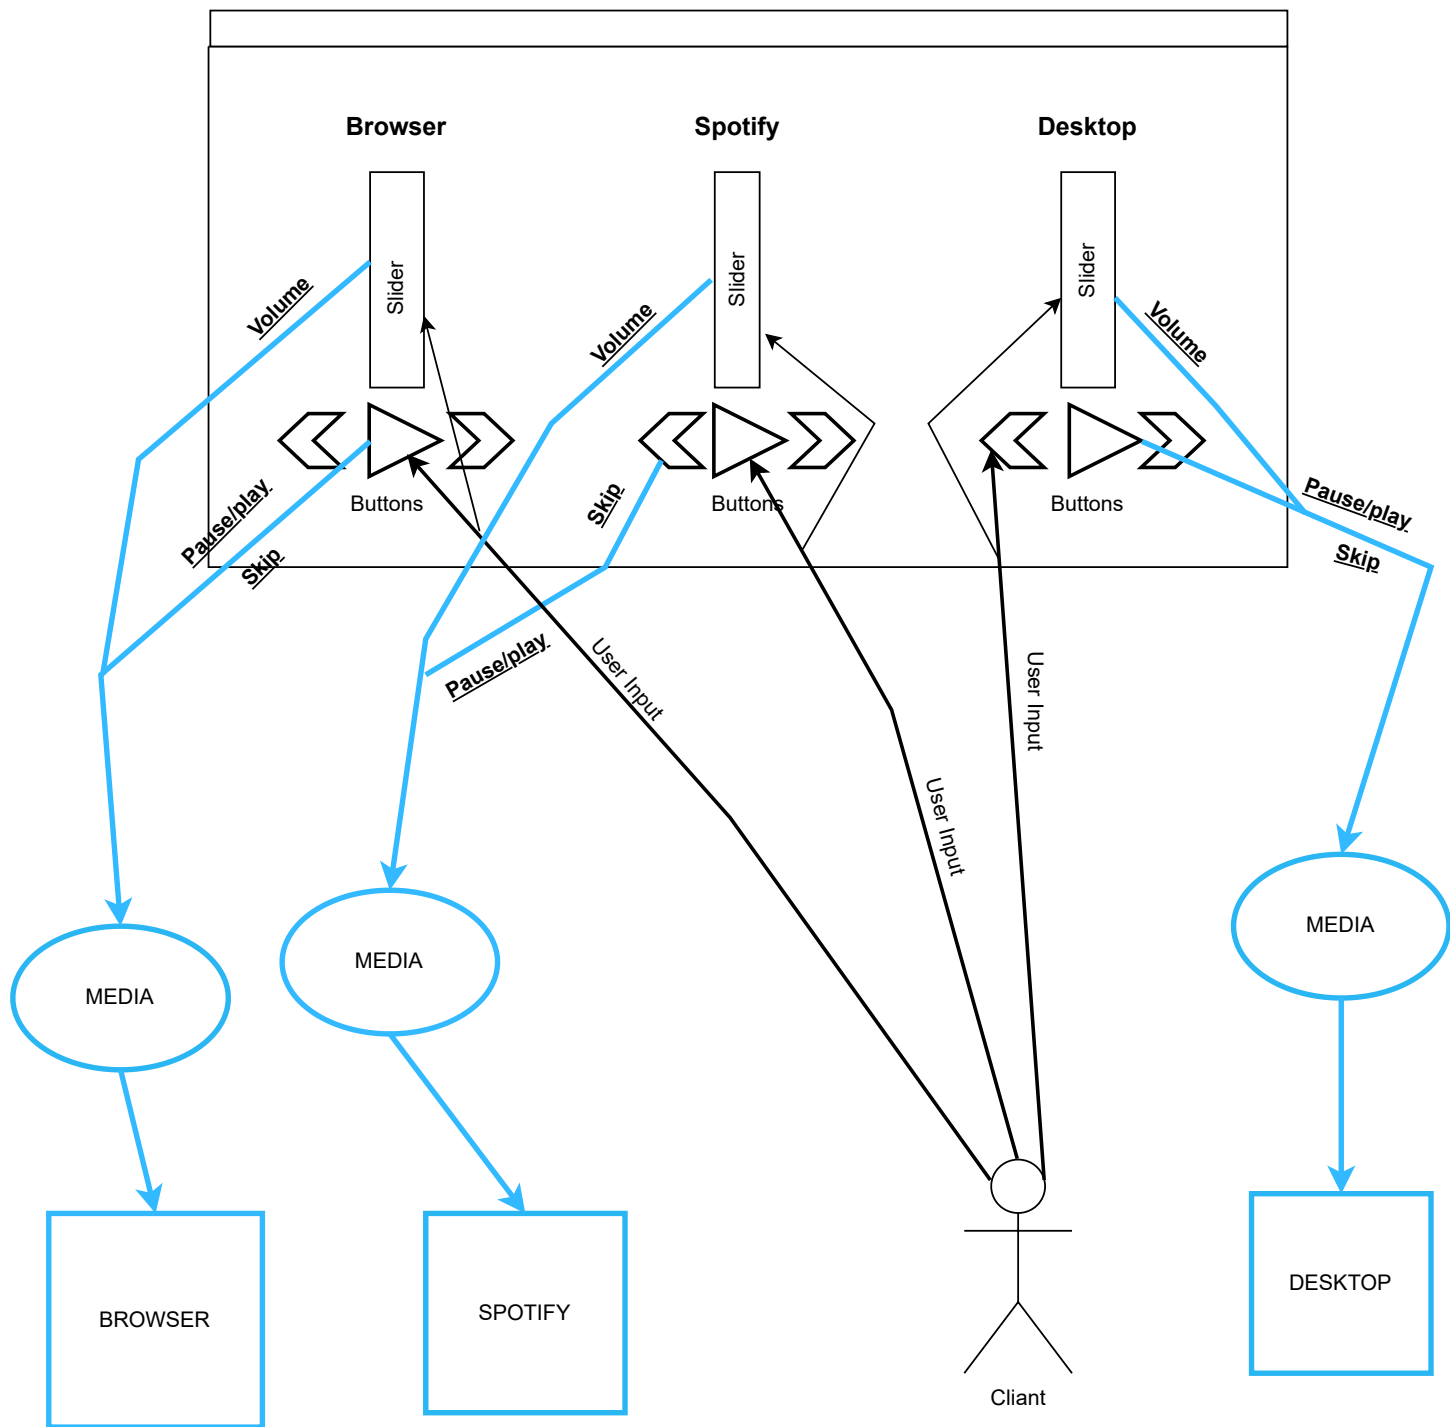 Browser
Spotify
Desktop
Slider
Slider
Slider
Volume
Volume
Volume
Buttons
Buttons
Buttons
Pause/play
Skip
Skip
Pause/play
Pause/play
Skip
User Input
User Input
User Input
MEDIA
MEDIA
MEDIA
BROWSER
SPOTIFY
DESKTOP
Cliant